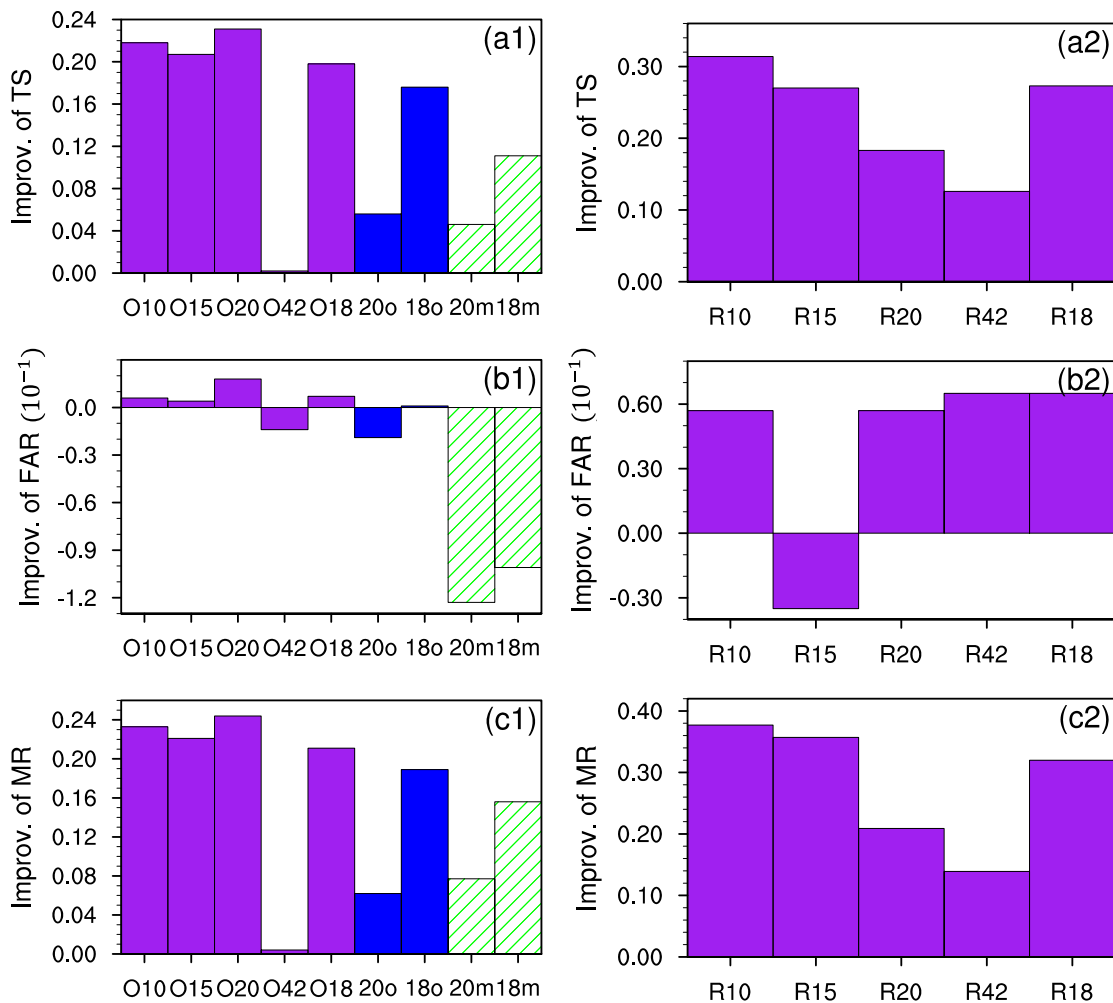 (a1)
Improv. of TS
0.24
0.20
0.16
0.12
0.08
0.04
0.00
O10 O15 O20 O42 O18 20o 18o 20m 18m
(a2)
Improv. of TS
0.30
0.20
0.10
0.00
R10 R15 R20 R42 R18
(b1)
Improv. of FAR (10⁻¹)
0.0
-0.3
-0.6
-0.9
-1.2
O10 O15 O20 O42 O18 20o 18o 20m 18m
(b2)
Improv. of FAR (10⁻¹)
0.60
0.30
0.00
-0.30
R10 R15 R20 R42 R18
(c1)
Improv. of MR
0.24
0.20
0.16
0.12
0.08
0.04
0.00
O10 O15 O20 O42 O18 20o 18o 20m 18m
(c2)
Improv. of MR
0.40
0.30
0.20
0.10
0.00
R10 R15 R20 R42 R18